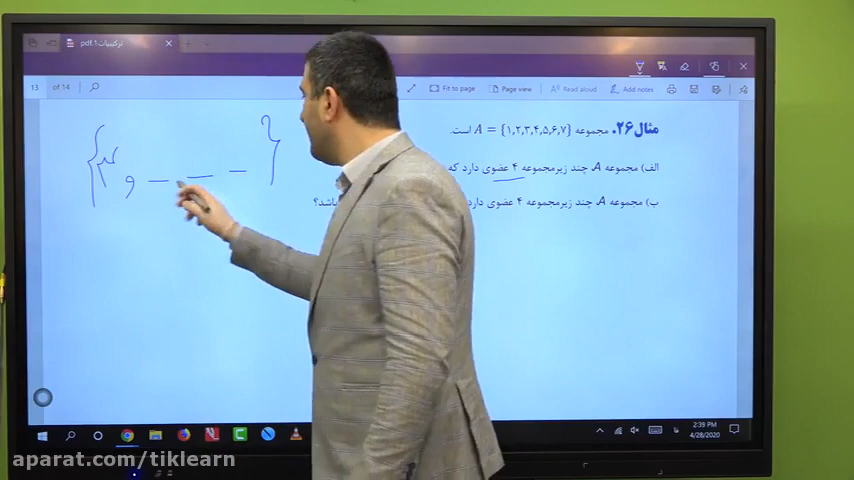 ترکیبیات1.pdf
13 of 14
Fit to page
Page view
Read aloud
Add notes
مثال ۲۶. مجموعه A = {۱,۲,۳,۴,۵,۶,۷} است.
الف) مجموعه A چند زیرمجموعه ۴ عضوی دارد که
ب) مجموعه A چند زیرمجموعه ۴ عضوی دارد باشد؟
{۳, _ _ _}
2:39 PM
4/28/2020
aparat.com/tiklearn